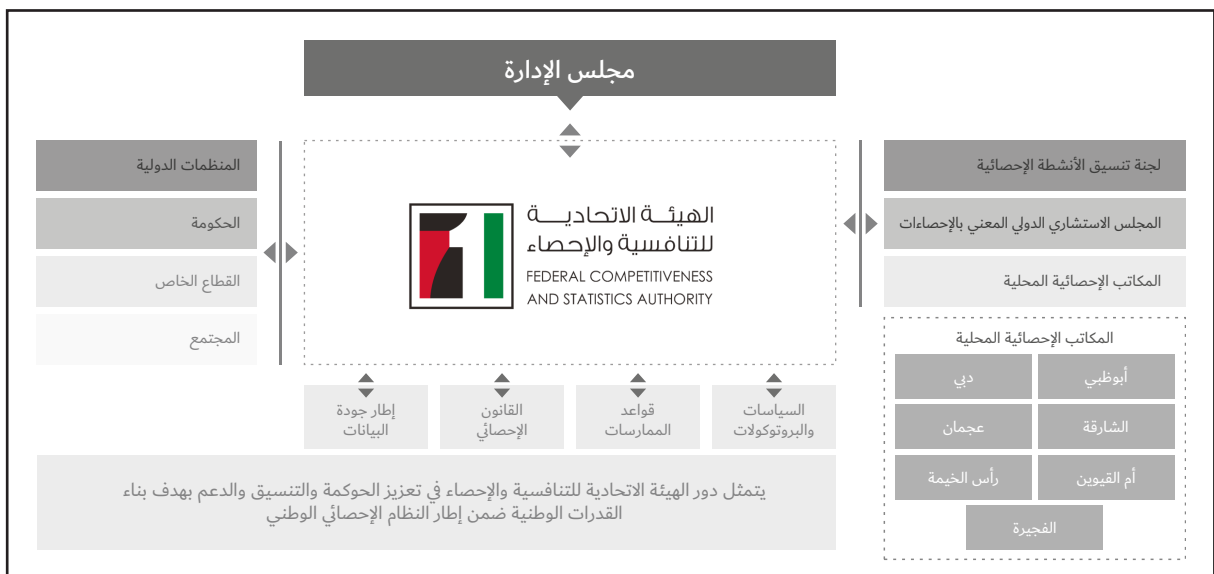 مجلس الإدارة
لجنة تنسيق الأنشطة الإحصائية
المجلس الاستشاري الدولي المعني بالإحصاءات
المكاتب الإحصائية المحلية
المكاتب الإحصائية المحلية
أبوظبي
دبي
الشارقة
عجمان
أم القيوين
رأس الخيمة
الفجيرة
الهيئــة الاتحاديــــة
للتنافسية والإحصاء
FEDERAL COMPETITIVENESS
AND STATISTICS AUTHORITY
المنظمات الدولية
الحكومة
القطاع الخاص
المجتمع
السياسات
والبروتوكولات
قواعد
الممارسات
القانون
الإحصائي
إطار جودة
البيانات
يتمثل دور الهيئة الاتحادية للتنافسية والإحصاء في تعزيز الحوكمة والتنسيق والدعم بهدف بناء
القدرات الوطنية ضمن إطار النظام الإحصائي الوطني